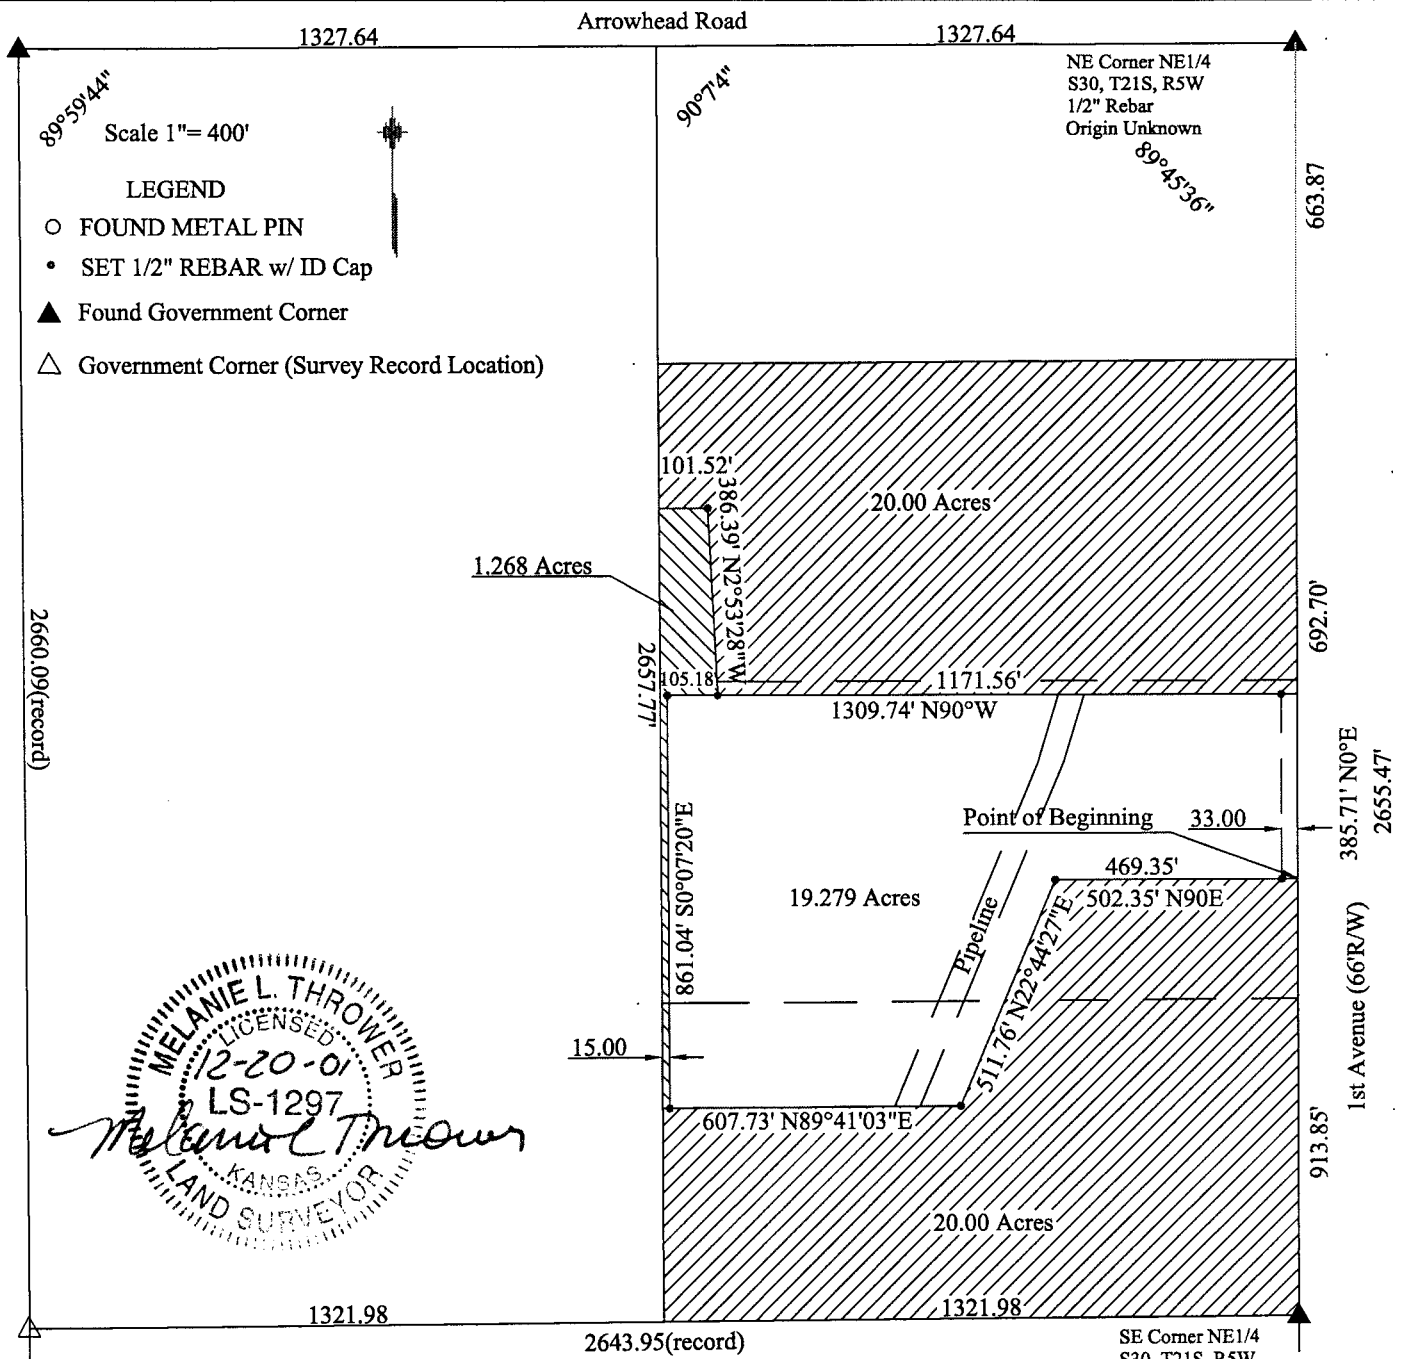 Arrowhead Road
1327.64
1327.64
NE Corner NE1/4
S30, T21S, R5W
1/2" Rebar
Origin Unknown
89°59'44"
90°7'4"
89°45'36"
Scale 1"= 400'
LEGEND
FOUND METAL PIN
SET 1/2" REBAR w/ ID Cap
Found Government Corner
Government Corner (Survey Record Location)
663.87
101.52'
386.39' N2°53'28"W
20.00 Acres
1.268 Acres
692.70'
2660.09(record)
2657.77'
105.18
1171.56'
1309.74' N90°W
385.71' N0°E
2655.47'
Point of Beginning
33.00
861.04' S0°07'20"E
469.35'
502.35' N90E
19.279 Acres
Pipeline
511.76' N22°44'27"E
1st Avenue (66'R/W)
15.00
607.73' N89°41'03"E
913.85'
MELANIE L. THROWER
LICENSED
12-20-01
LS-1297
Melanie L Thrower
KANSAS
LAND SURVEYOR
20.00 Acres
1321.98
1321.98
2643.95(record)
SE Corner NE1/4
S30, T21S, R5W